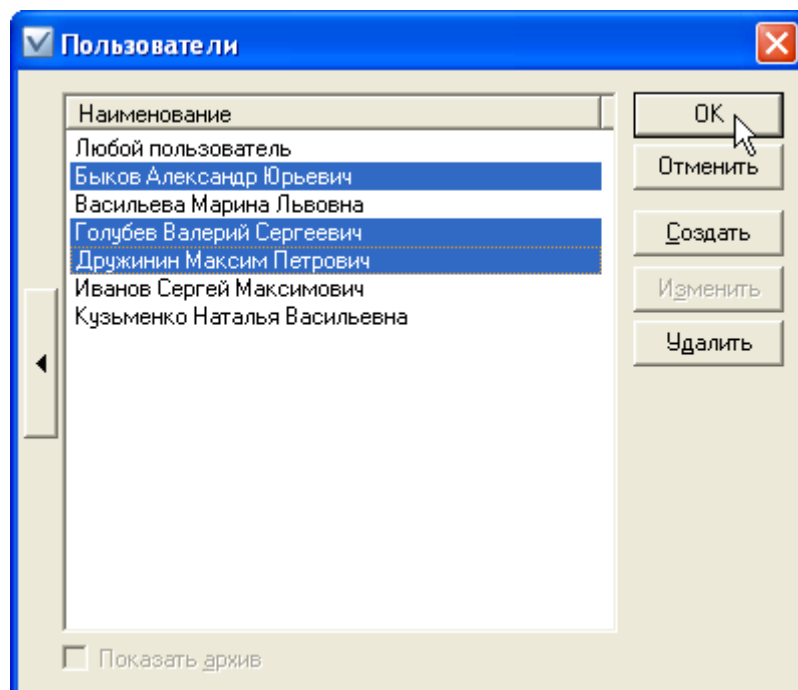 Пользователи
Наименование
Любой пользователь
Быков Александр Юрьевич
Васильева Марина Львовна
Голубев Валерий Сергеевич
Дружинин Максим Петрович
Иванов Сергей Максимович
Кузьменко Наталья Васильевна
OK
Отменить
Создать
Изменить
Удалить
Показать архив